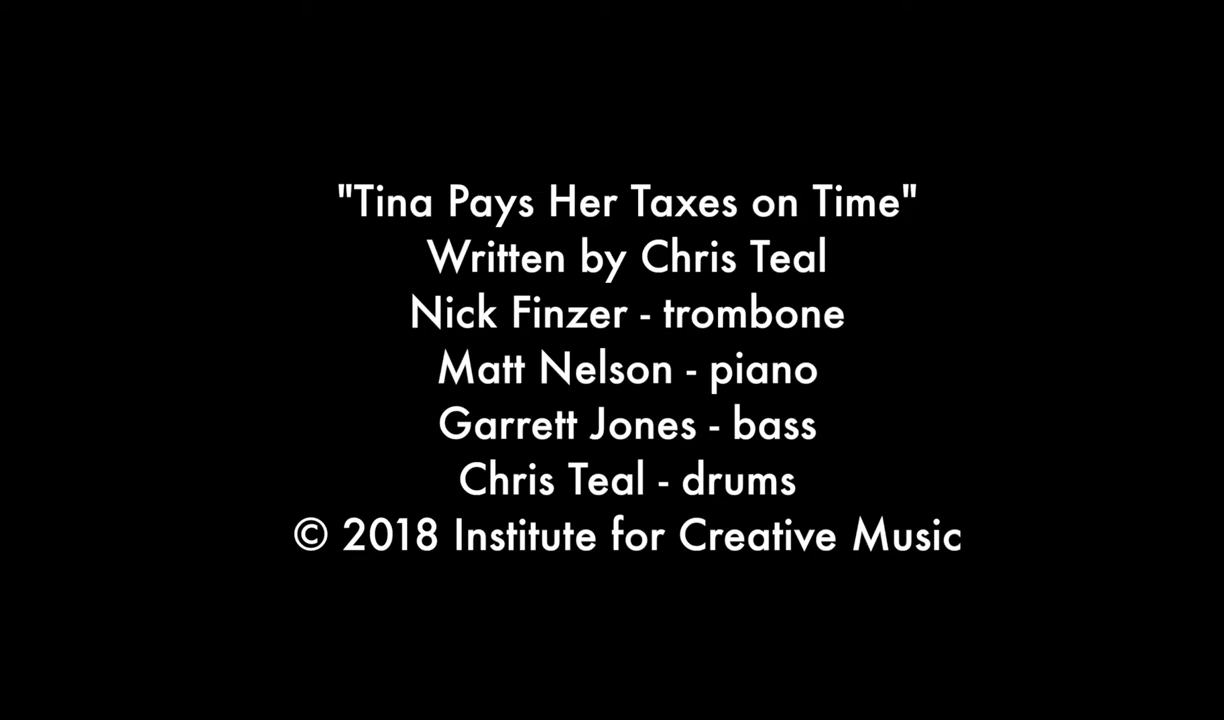 "Tina Pays Her Taxes on Time"
Written by Chris Teal
Nick Finzer - trombone
Matt Nelson - piano
Garrett Jones - bass
Chris Teal - drums
© 2018 Institute for Creative Music